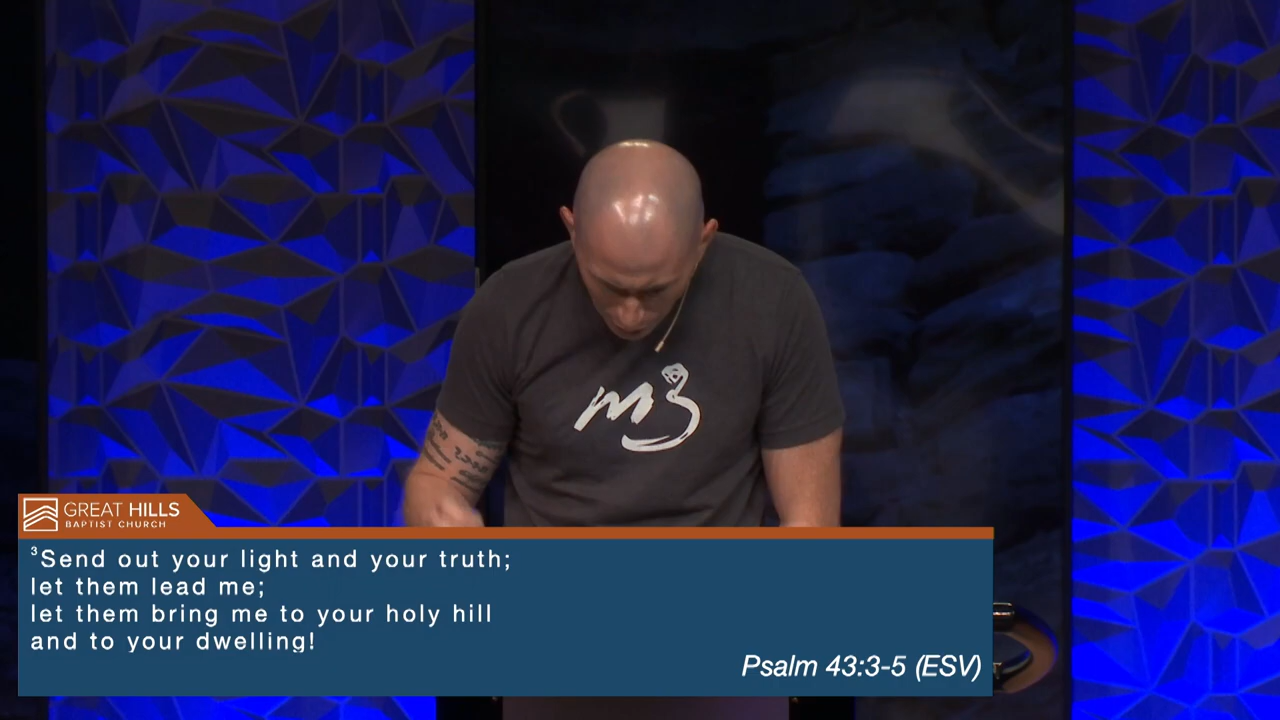 m3
GREAT HILLS
BAPTIST CHURCH
³Send out your light and your truth;
let them lead me;
let them bring me to your holy hill
and to your dwelling!
Psalm 43:3-5 (ESV)